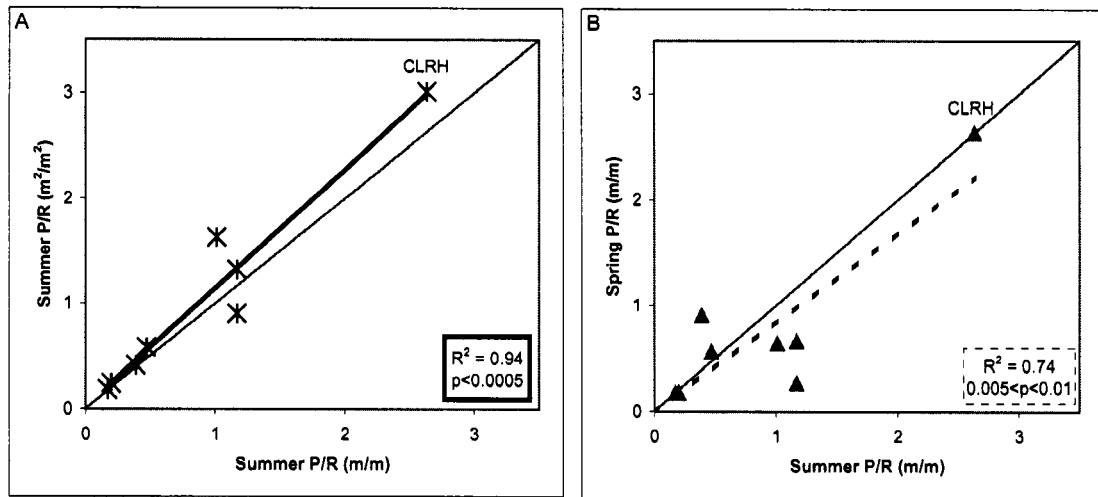 A
Summer P/R (m²/m²)
3
2
1
0
CLRH
R² = 0.94
p<0.0005
0 1 2 3
Summer P/R (m/m)
B
Spring P/R (m/m)
3
2
1
0
CLRH
R² = 0.74
0.005<p<0.01
0 1 2 3
Summer P/R (m/m)